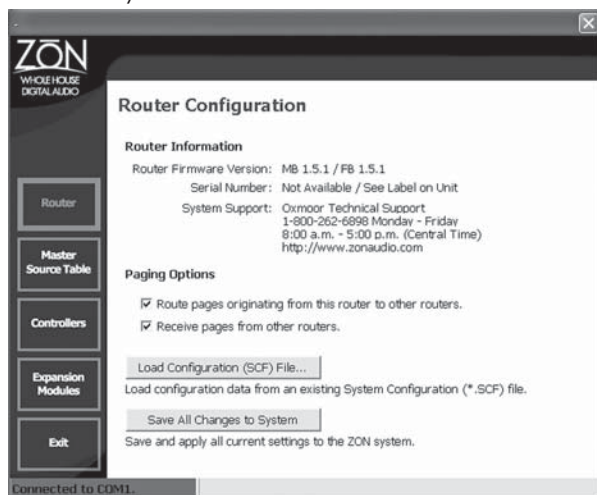 ZŌN
WHOLE HOUSE
DIGITAL AUDIO
Router
Master
Source Table
Controllers
Expansion
Modules
Exit
Router Configuration
Router Information
Router Firmware Version: MB 1.5.1 / FB 1.5.1
Serial Number: Not Available / See Label on Unit
System Support: Oxmoor Technical Support
1-800-262-6898 Monday - Friday
8:00 a.m. - 5:00 p.m. (Central Time)
http://www.zonaudio.com
Paging Options
Route pages originating from this router to other routers.
Receive pages from other routers.
Load Configuration (SCF) File...
Load configuration data from an existing System Configuration (*.SCF) file.
Save All Changes to System
Save and apply all current settings to the ZON system.
Connected to COM1.